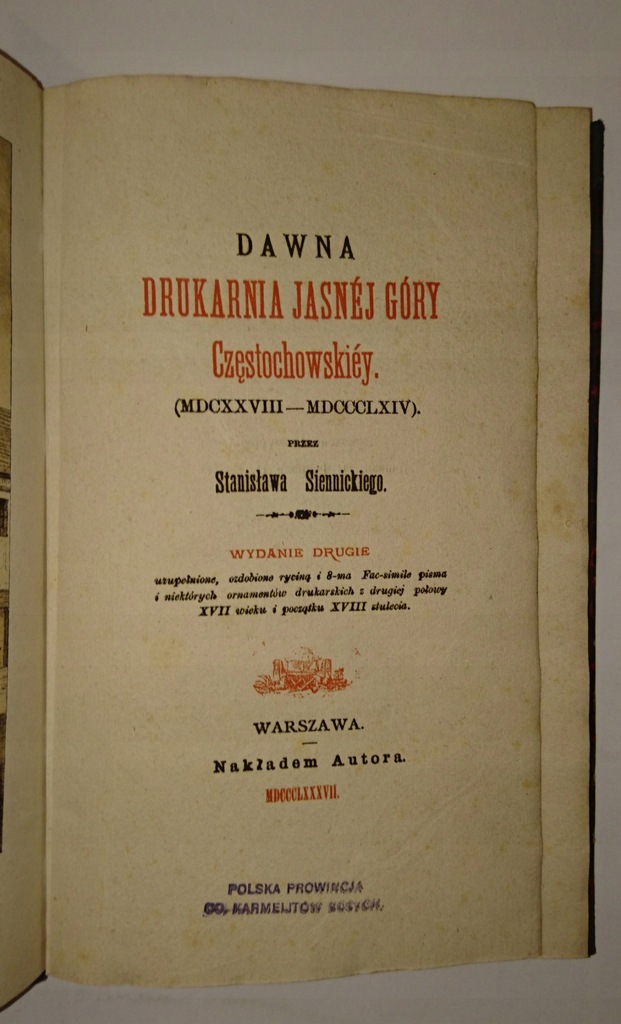 DAWNA
DRUKARNIA JASNÉJ GÓRY
Częstochowskiéy.
(MDCXXVIII—MDCCCLXIV).
PRZEZ
Stanisława Siennickiego.
WYDANIE DRUGIE
uzupełnione, ozdobione ryciną i 8-ma Fac-simile pisma
i niektórych ornamentów drukarskich z drugiej połowy
XVII wieku i początku XVIII stulecia.
WARSZAWA.
Nakładem Autora.
MDCCCLXXXVII.
POLSKA PROWINCJA
OO. KARMELITÓW BOSYCH.